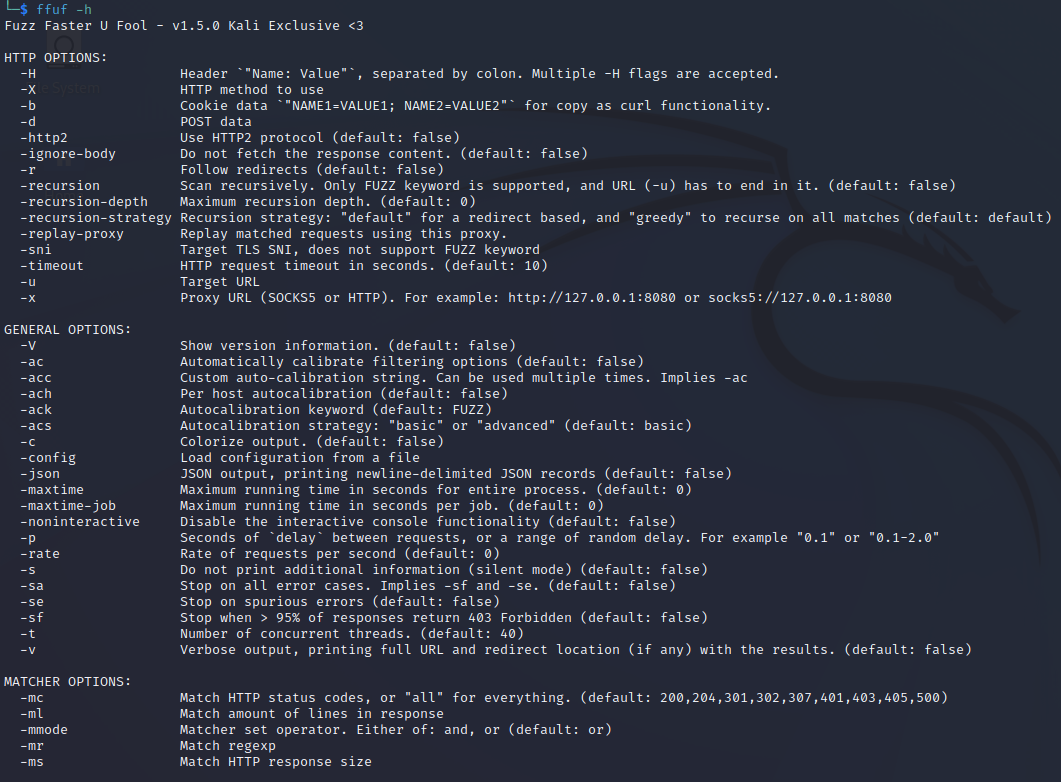 └─$ ffuf -h
Fuzz Faster U Fool - v1.5.0 Kali Exclusive <3
HTTP OPTIONS:
-H Header `"Name: Value"`, separated by colon. Multiple -H flags are accepted.
-X HTTP method to use
-b Cookie data `"NAME1=VALUE1; NAME2=VALUE2"` for copy as curl functionality.
-d POST data
-http2 Use HTTP2 protocol (default: false)
-ignore-body Do not fetch the response content. (default: false)
-r Follow redirects (default: false)
-recursion Scan recursively. Only FUZZ keyword is supported, and URL (-u) has to end in it. (default: false)
-recursion-depth Maximum recursion depth. (default: 0)
-recursion-strategy Recursion strategy: "default" for a redirect based, and "greedy" to recurse on all matches (default: default)
-replay-proxy Replay matched requests using this proxy.
-sni Target TLS SNI, does not support FUZZ keyword
-timeout HTTP request timeout in seconds. (default: 10)
-u Target URL
-x Proxy URL (SOCKS5 or HTTP). For example: http://127.0.0.1:8080 or socks5://127.0.0.1:8080
GENERAL OPTIONS:
-V Show version information. (default: false)
-ac Automatically calibrate filtering options (default: false)
-acc Custom auto-calibration string. Can be used multiple times. Implies -ac
-ach Per host autocalibration (default: false)
-ack Autocalibration keyword (default: FUZZ)
-acs Autocalibration strategy: "basic" or "advanced" (default: basic)
-c Colorize output. (default: false)
-config Load configuration from a file
-json JSON output, printing newline-delimited JSON records (default: false)
-maxtime Maximum running time in seconds for entire process. (default: 0)
-maxtime-job Maximum running time in seconds per job. (default: 0)
-noninteractive Disable the interactive console functionality (default: false)
-p Seconds of `delay` between requests, or a range of random delay. For example "0.1" or "0.1-2.0"
-rate Rate of requests per second (default: 0)
-s Do not print additional information (silent mode) (default: false)
-sa Stop on all error cases. Implies -sf and -se. (default: false)
-se Stop on spurious errors (default: false)
-sf Stop when > 95% of responses return 403 Forbidden (default: false)
-t Number of concurrent threads. (default: 40)
-v Verbose output, printing full URL and redirect location (if any) with the results. (default: false)
MATCHER OPTIONS:
-mc Match HTTP status codes, or "all" for everything. (default: 200,204,301,302,307,401,403,405,500)
-ml Match amount of lines in response
-mmode Matcher set operator. Either of: and, or (default: or)
-mr Match regexp
-ms Match HTTP response size